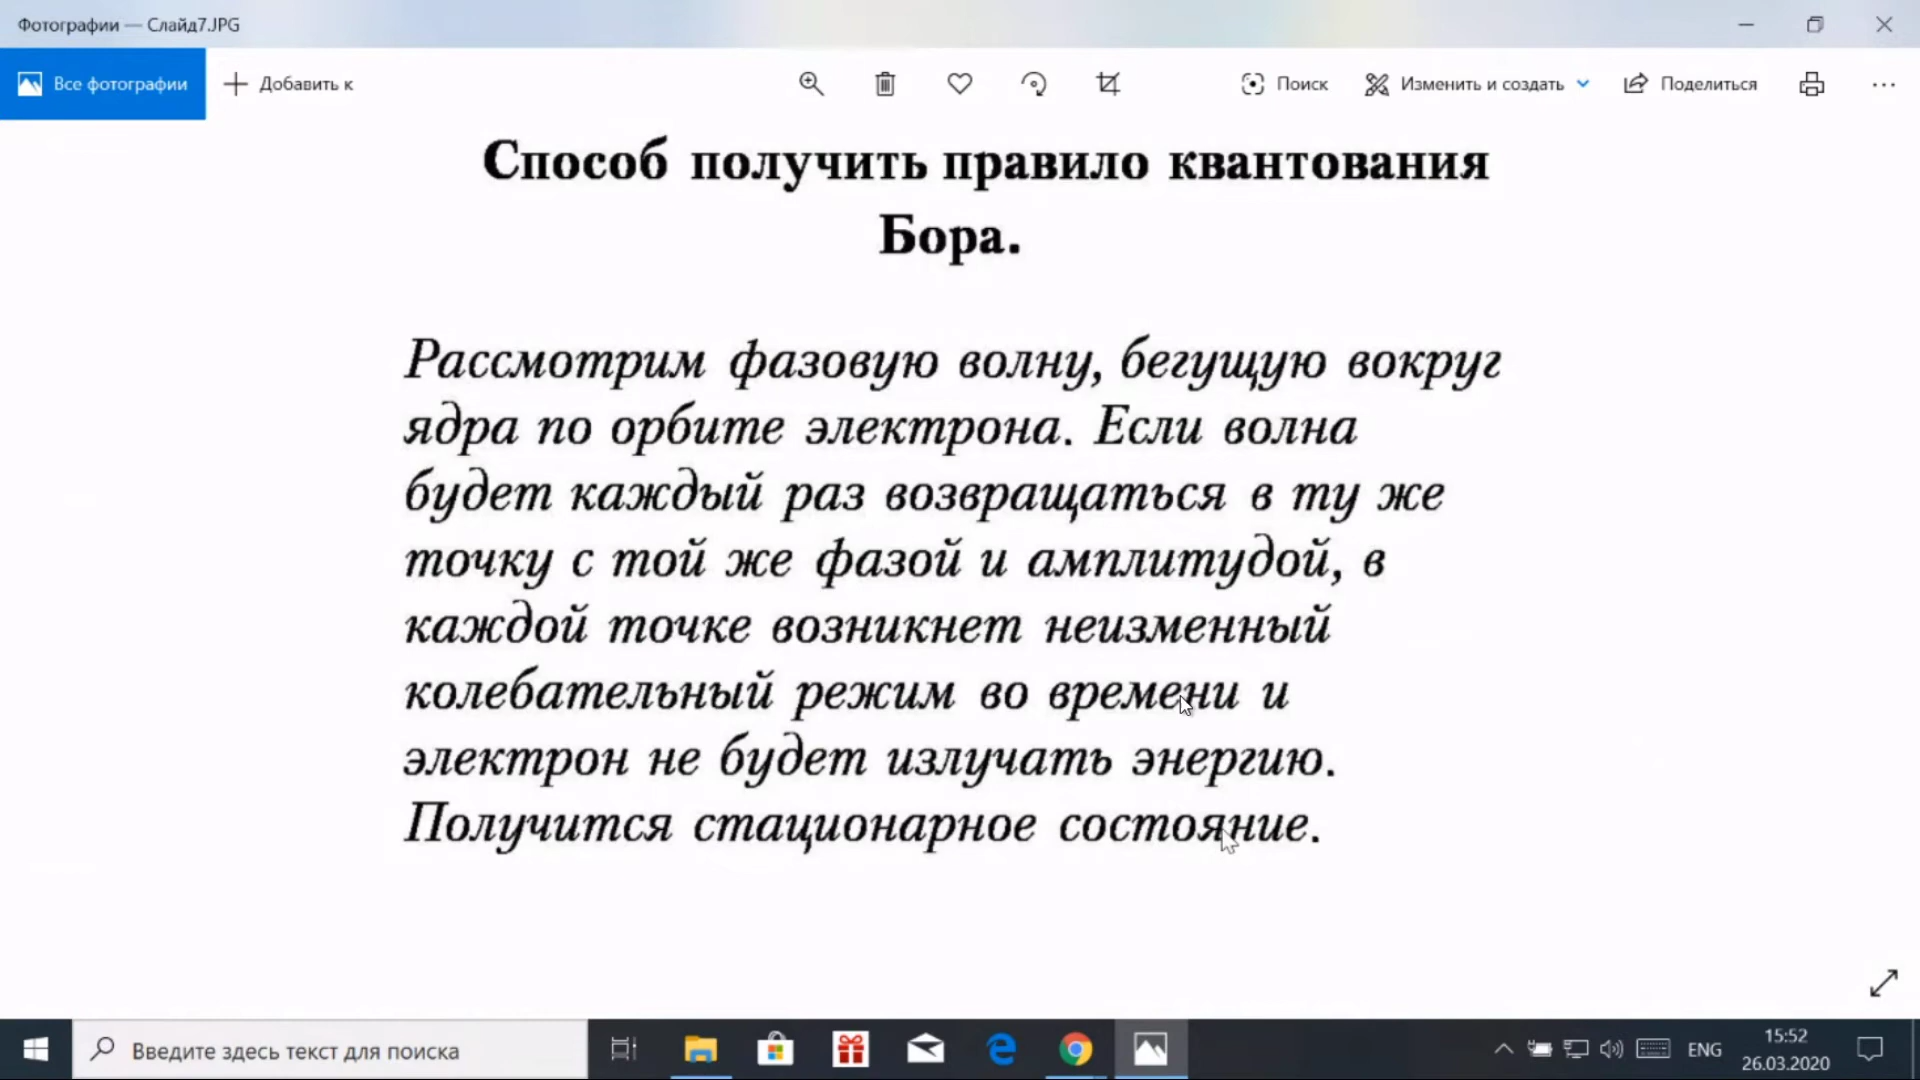 Фотографии — Слайд7.JPG
Все фотографии
Добавить к
Поиск
Изменить и создать
Поделиться
Способ получить правило квантования
Бора.
Рассмотрим фазовую волну, бегущую вокруг
ядра по орбите электрона. Если волна
будет каждый раз возвращаться в ту же
точку с той же фазой и амплитудой, в
каждой точке возникнет неизменный
колебательный режим во времени и
электрон не будет излучать энергию.
Получится стационарное состояние.
Введите здесь текст для поиска
ENG
15:52
26.03.2020